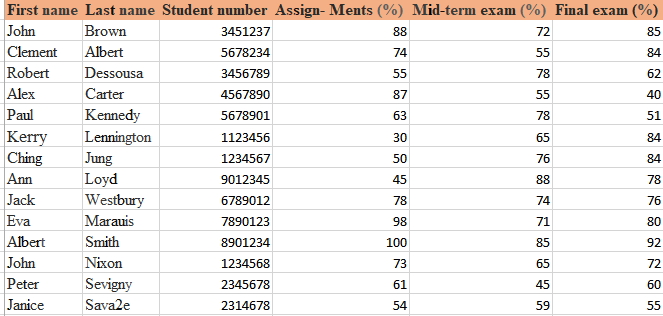 First name Last name Student number Assign- Ments (%) Mid-term exam (%) Final exam (%)
John Brown 3451237 88 72 85
Clement Albert 5678234 74 55 84
Robert Dessousa 3456789 55 78 62
Alex Carter 4567890 87 55 40
Paul Kennedy 5678901 63 78 51
Kerry Lennington 1123456 30 65 84
Ching Jung 1234567 50 76 84
Ann Loyd 9012345 45 88 78
Jack Westbury 6789012 78 74 76
Eva Marauis 7890123 98 71 80
Albert Smith 8901234 100 85 92
John Nixon 1234568 73 65 72
Peter Sevigny 2345678 61 45 60
Janice Sava2e 2314678 54 59 55